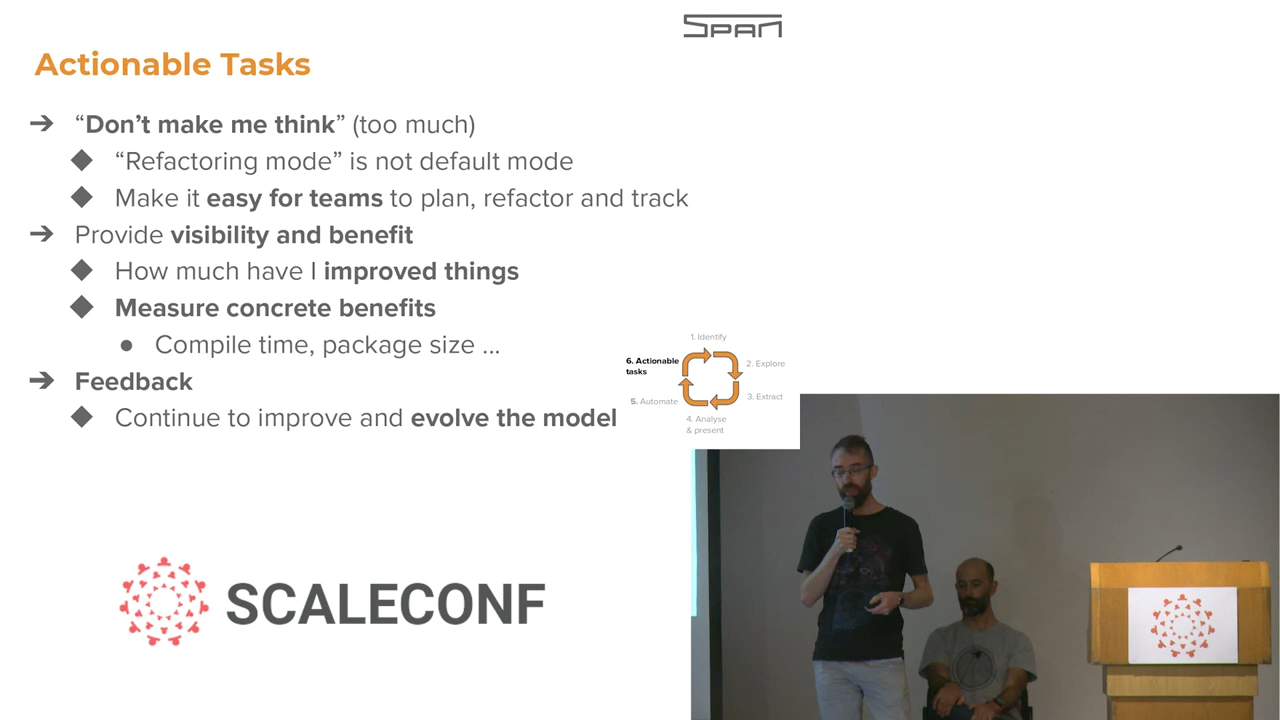 SPAN
Actionable Tasks
➔ “Don’t make me think” (too much)
◆ “Refactoring mode” is not default mode
◆ Make it easy for teams to plan, refactor and track
➔ Provide visibility and benefit
◆ How much have I improved things
◆ Measure concrete benefits
● Compile time, package size ...
➔ Feedback
◆ Continue to improve and evolve the model
1. Identify
2. Explore
3. Extract
4. Analyse
& present
5. Automate
6. Actionable
tasks
SCALECONF